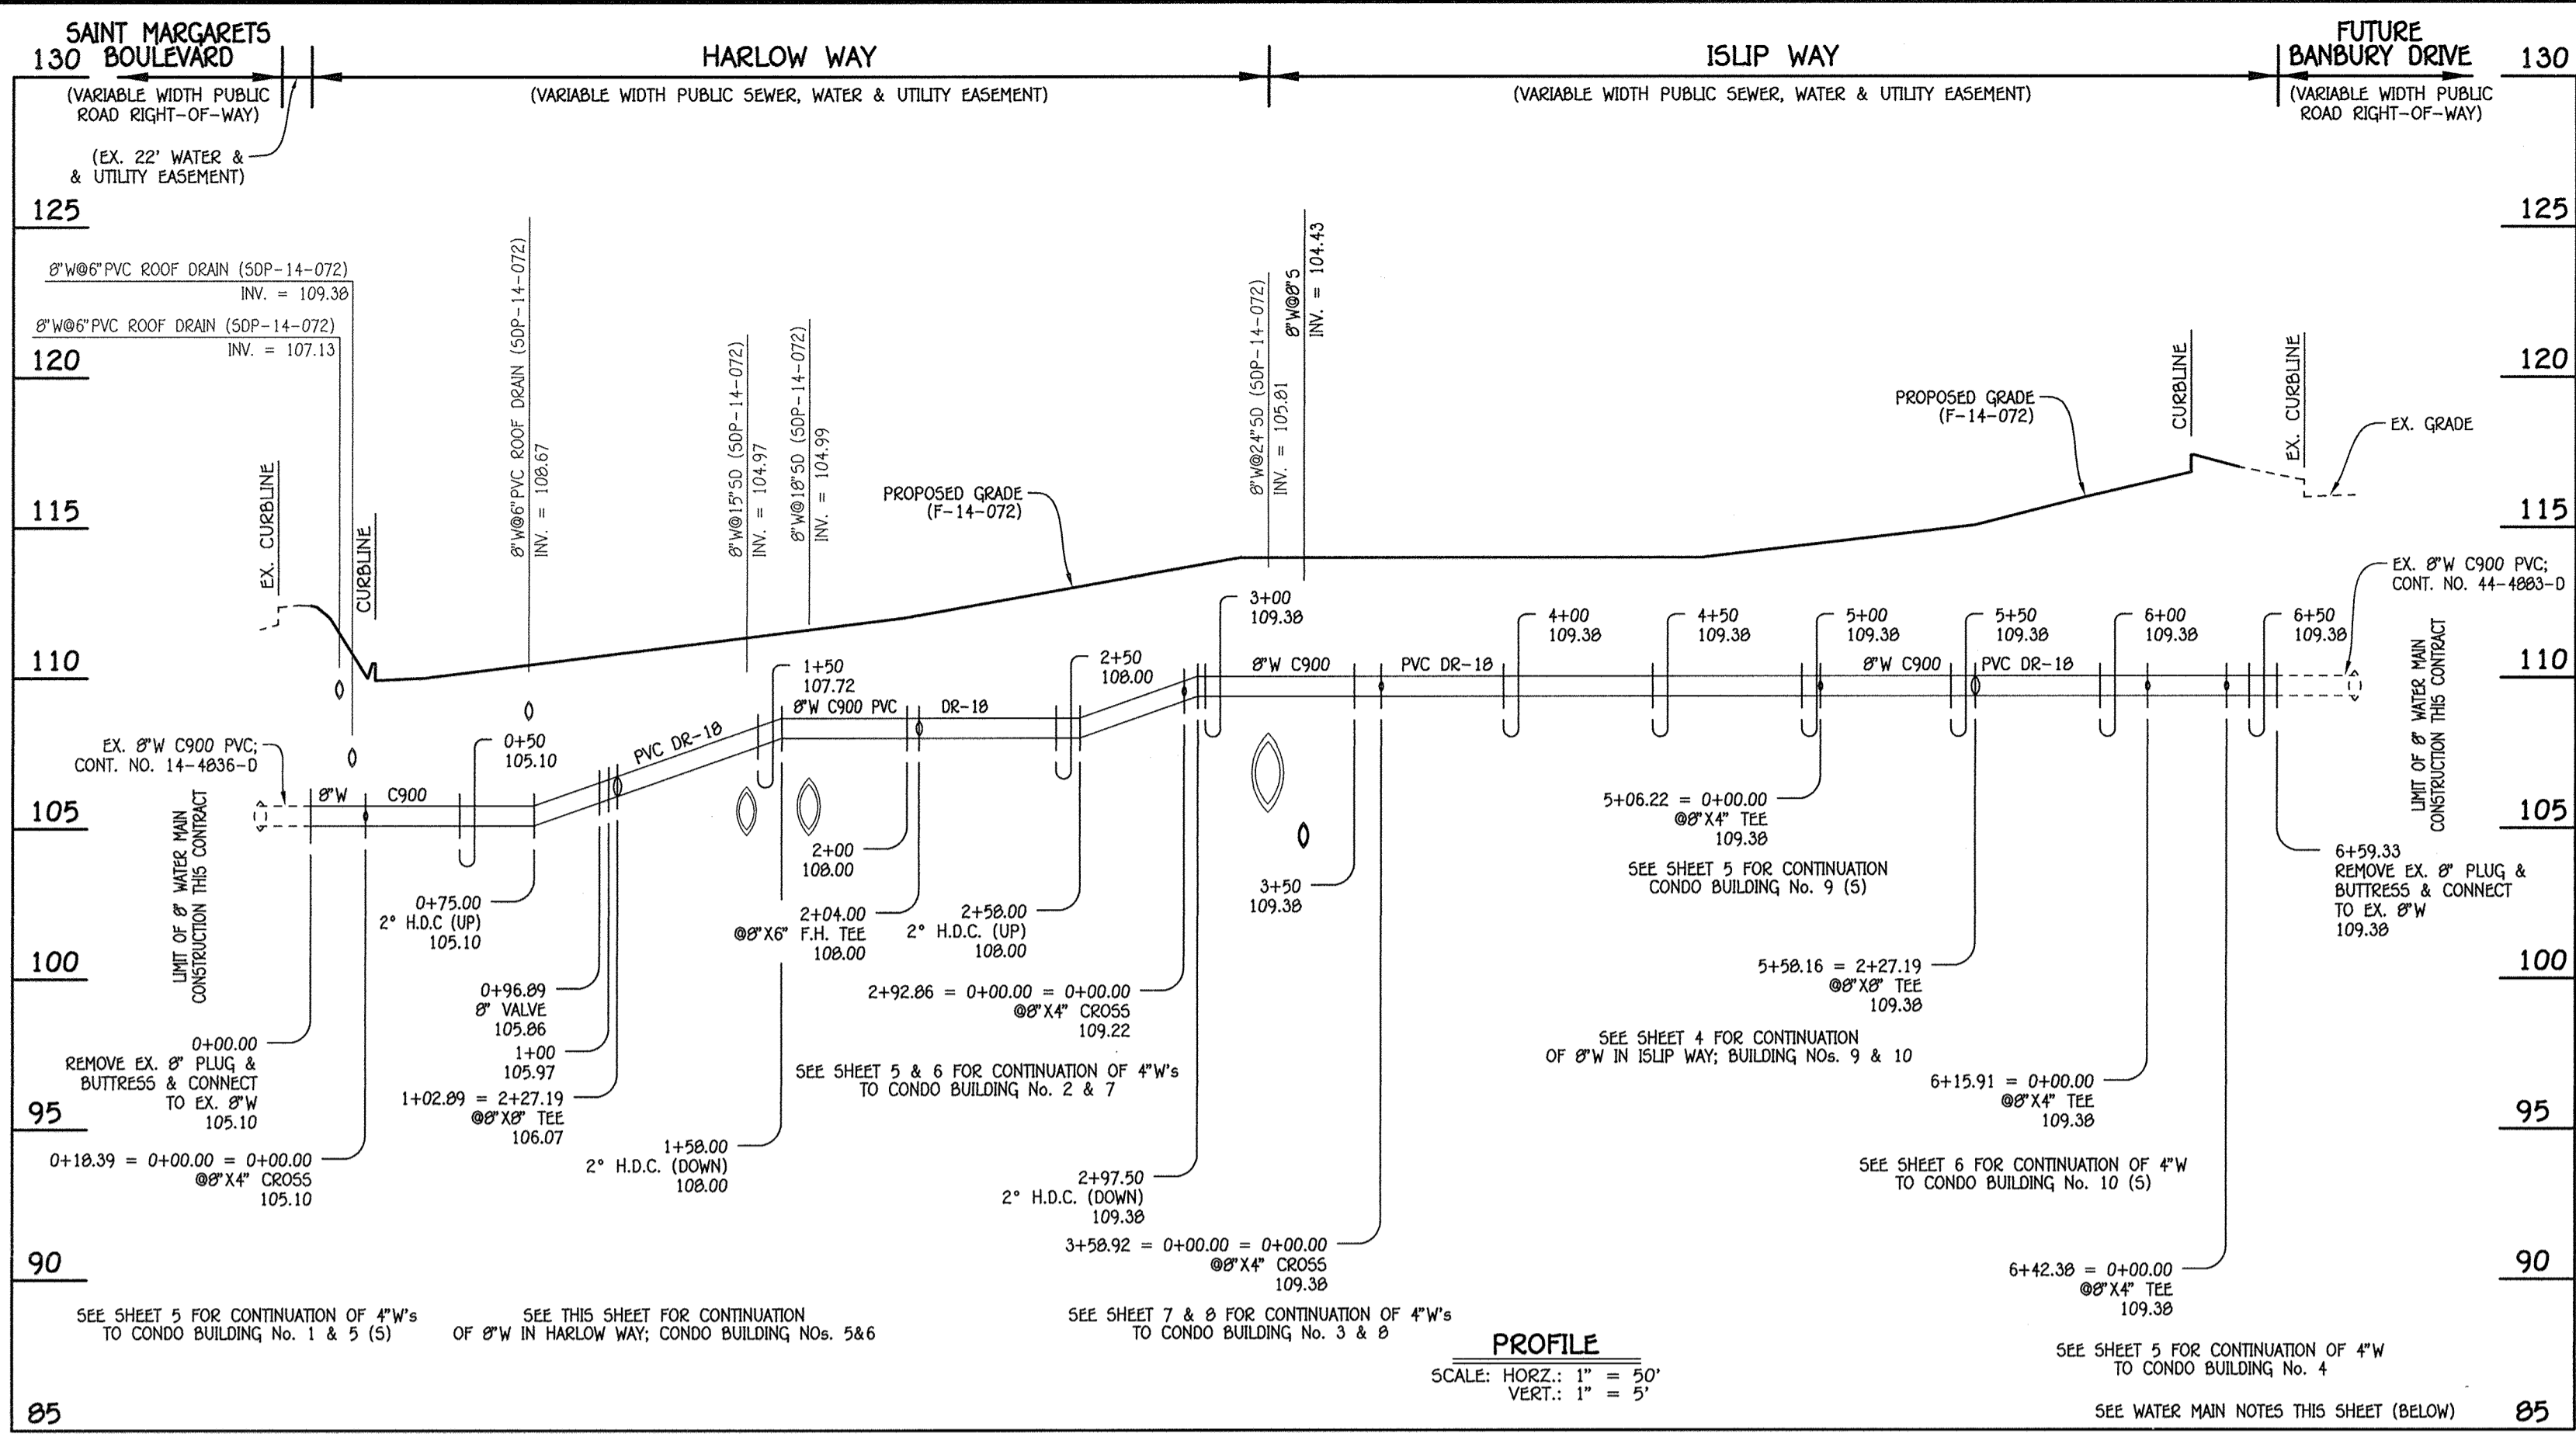 SAINT MARGARETS
BOULEVARD
(VARIABLE WIDTH PUBLIC
ROAD RIGHT-OF-WAY)
(EX. 22' WATER &
& UTILITY EASEMENT)
HARLOW WAY
(VARIABLE WIDTH PUBLIC SEWER, WATER & UTILITY EASEMENT)
ISLIP WAY
(VARIABLE WIDTH PUBLIC SEWER, WATER & UTILITY EASEMENT)
FUTURE
BANBURY DRIVE
(VARIABLE WIDTH PUBLIC
ROAD RIGHT-OF-WAY)
130
125
120
115
110
105
100
95
90
85
130
125
120
115
110
105
100
95
90
85
8"W@6"PVC ROOF DRAIN (SDP-14-072)
INV. = 109.38
8"W@6"PVC ROOF DRAIN (SDP-14-072)
INV. = 107.13
EX. CURBLINE
CURBLINE
8"W@6"PVC ROOF DRAIN (SDP-14-072)
INV. = 108.67
8"W@15"SD (SDP-14-072)
INV. = 104.97
8"W@18"SD (SDP-14-072)
INV. = 104.99
PROPOSED GRADE
(F-14-072)
8"W@24"SD (SDP-14-072)
INV. = 105.81
8"W@8"S
INV. = 104.43
PROPOSED GRADE
(F-14-072)
CURBLINE
EX. CURBLINE
EX. GRADE
EX. 8"W C900 PVC;
CONT. NO. 44-4883-D
EX. 8"W C900 PVC;
CONT. NO. 14-4836-D
LIMIT OF 8" WATER MAIN
CONSTRUCTION THIS CONTRACT
8"W C900
PVC DR-18
8"W C900 PVC DR-18
8"W C900 PVC DR-18
8"W C900 PVC DR-18
0+50
105.10
1+50
107.72
2+50
108.00
3+00
109.38
4+00
109.38
4+50
109.38
5+00
109.38
5+50
109.38
6+00
109.38
6+50
109.38
LIMIT OF 8" WATER MAIN
CONSTRUCTION THIS CONTRACT
0+00.00
REMOVE EX. 8" PLUG &
BUTTRESS & CONNECT
TO EX. 8"W
105.10
0+18.39 = 0+00.00 = 0+00.00
@8"X4" CROSS
105.10
SEE SHEET 5 FOR CONTINUATION OF 4"W's
TO CONDO BUILDING No. 1 & 5 (S)
0+75.00
2° H.D.C (UP)
105.10
0+96.89
8" VALVE
105.86
1+00
105.97
1+02.89 = 2+27.19
@8"X8" TEE
106.07
SEE THIS SHEET FOR CONTINUATION
OF 8"W IN HARLOW WAY; CONDO BUILDING NOs. 5&6
1+58.00
2° H.D.C. (DOWN)
108.00
2+00
108.00
2+04.00
@8"X6" F.H. TEE
108.00
2+58.00
2° H.D.C. (UP)
108.00
2+92.86 = 0+00.00 = 0+00.00
@8"X4" CROSS
109.22
SEE SHEET 5 & 6 FOR CONTINUATION OF 4"W's
TO CONDO BUILDING No. 2 & 7
2+97.50
2° H.D.C. (DOWN)
109.38
3+50
109.38
3+58.92 = 0+00.00 = 0+00.00
@8"X4" CROSS
109.38
SEE SHEET 7 & 8 FOR CONTINUATION OF 4"W's
TO CONDO BUILDING No. 3 & 8
5+06.22 = 0+00.00
@8"X4" TEE
109.38
SEE SHEET 5 FOR CONTINUATION
CONDO BUILDING No. 9 (S)
5+58.16 = 2+27.19
@8"X8" TEE
109.38
SEE SHEET 4 FOR CONTINUATION
OF 8"W IN ISLIP WAY; BUILDING NOs. 9 & 10
6+15.91 = 0+00.00
@8"X4" TEE
109.38
SEE SHEET 6 FOR CONTINUATION OF 4"W
TO CONDO BUILDING No. 10 (S)
6+42.38 = 0+00.00
@8"X4" TEE
109.38
SEE SHEET 5 FOR CONTINUATION OF 4"W
TO CONDO BUILDING No. 4
6+59.33
REMOVE EX. 8" PLUG &
BUTTRESS & CONNECT
TO EX. 8"W
109.38
PROFILE
SCALE: HORZ.: 1" = 50'
VERT.: 1" = 5'
SEE WATER MAIN NOTES THIS SHEET (BELOW)